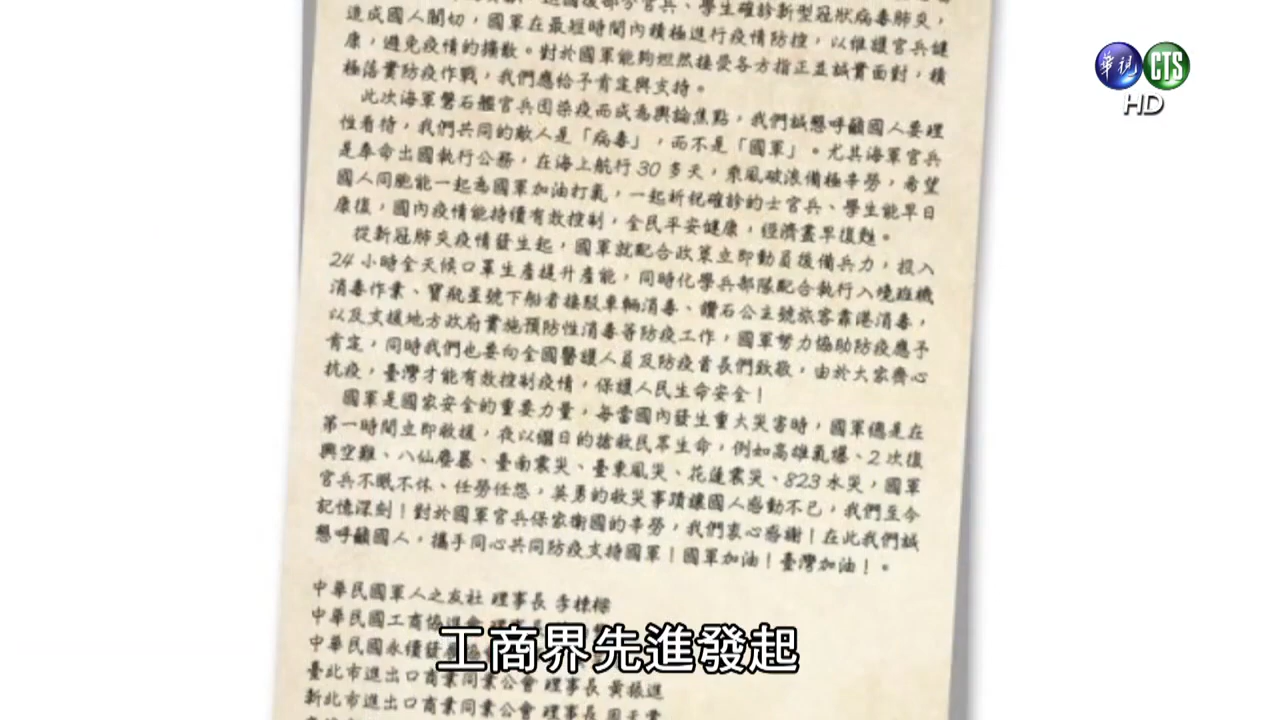 返國後部分官兵、學生確診新型冠狀病毒肺炎，
造成國人關切，國軍在最短時間內積極進行疫情防控，以維護官兵健
康，避免疫情的擴散。對於國軍能夠坦然接受各方指正並誠實面對，積
極落實防疫作戰，我們應給予肯定與支持。
此次海軍磐石艦官兵因染疫而成為輿論焦點，我們誠懇呼籲國人要理
性看待，我們共同的敵人是「病毒」，而不是「國軍」。尤其海軍官兵
是奉命出國執行公務，在海上航行30多天，乘風破浪備極辛勞，希望
國人同胞能一起為國軍加油打氣，一起祈祝確診的士官兵、學生能早日
康復，國內疫情能持續有效控制，全民平安健康，經濟盡早復甦。
從新冠肺炎疫情發生起，國軍就配合政策立即動員後備兵力，投入
24小時全天候口罩生產提升產能，同時化學兵部隊配合執行入境班機
消毒作業、寶瓶星號下船者接駁車輛消毒、鑽石公主號旅客靠港消毒，
以及支援地方政府實施預防性消毒等防疫工作，國軍努力協助防疫應予
肯定，同時我們也要向全國醫護人員及防疫首長們致敬，由於大家齊心
抗疫，臺灣才能有效控制疫情，保護人民生命安全！
國軍是國家安全的重要力量，每當國內發生重大災害時，國軍總是在
第一時間立即救援，夜以繼日的搶救民眾生命，例如高雄氣爆、2次復
興空難、八仙塵暴、臺南震災、臺東風災、花蓮震災、823水災，國軍
官兵不眠不休、任勞任怨，英勇的救災事蹟讓國人感動不已，我們至今
記憶深刻！對於國軍官兵保家衛國的辛勞，我們衷心感謝！在此我們誠
懇呼籲國人，攜手同心共同防疫支持國軍！國軍加油！臺灣加油！。
中華民國軍人之友社 理事長 李棟樑
中華民國工商協進會 理事長
中華民國永續發展協
臺北市進出口商業同業公會 理事長 黃振進
新北市進出口商業同業公會 理事長
工商界先進發起
華視 CTS
HD